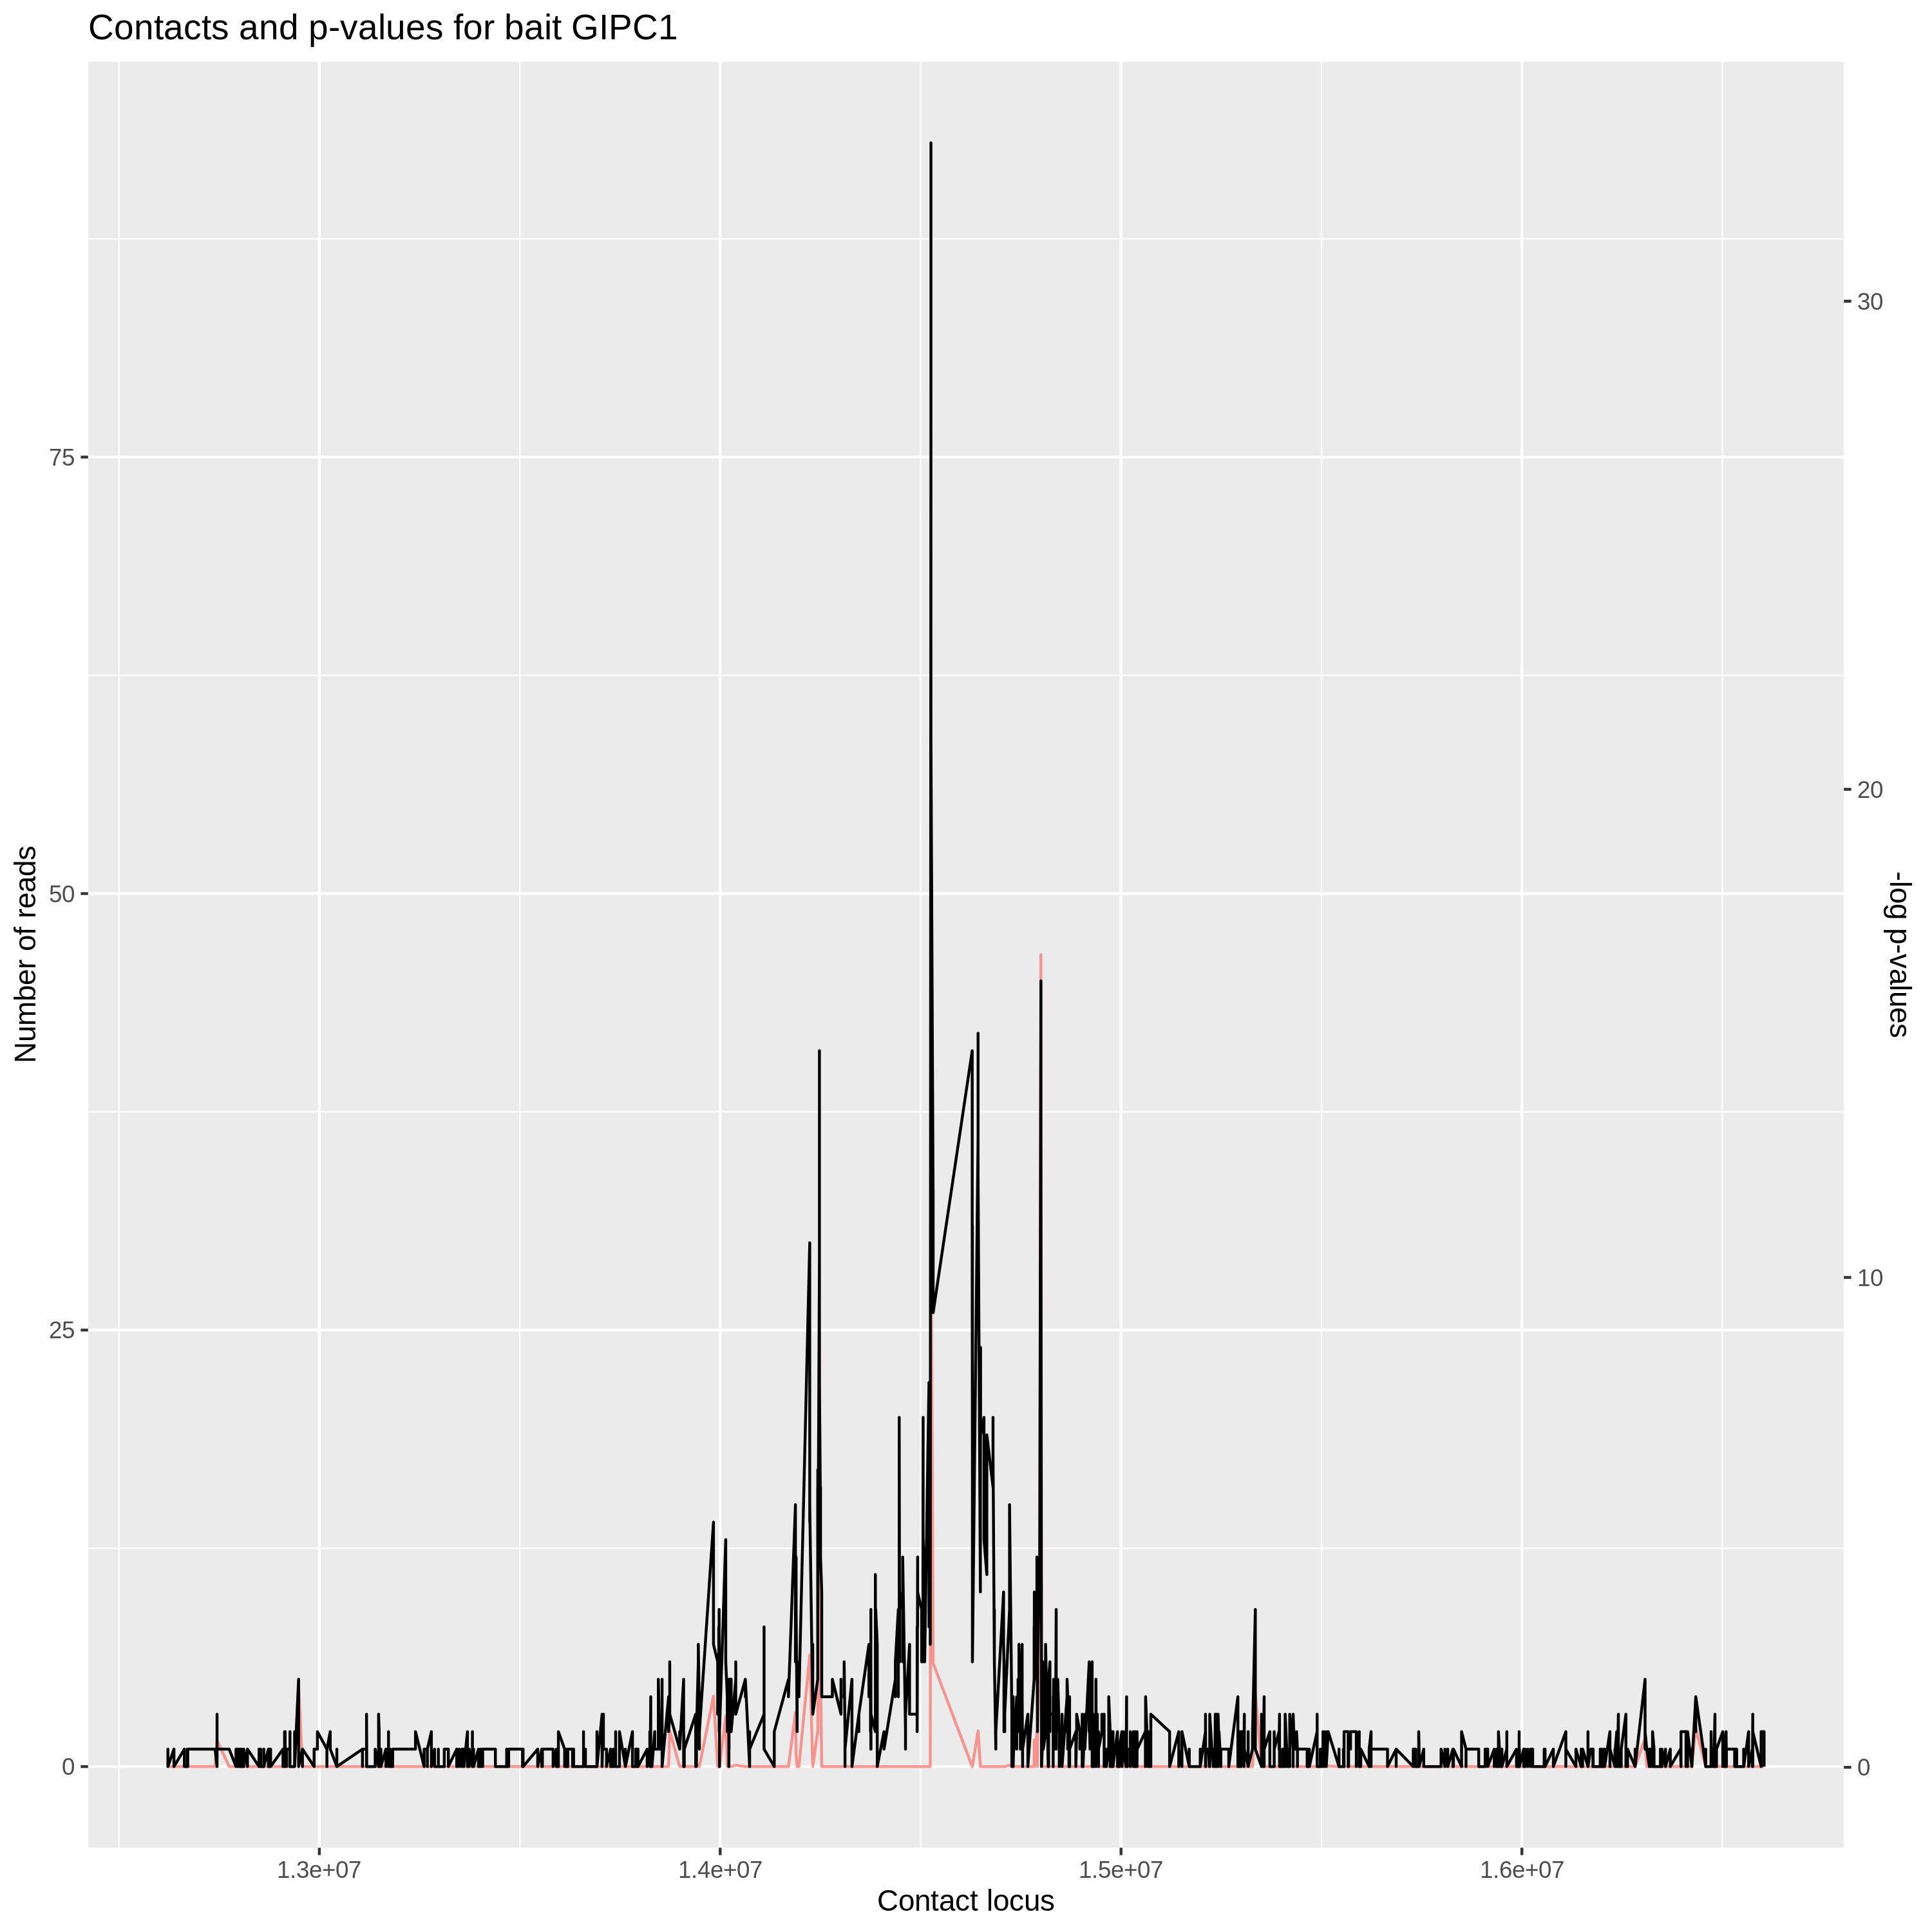 Contacts and p-values for bait GIPC1
Number of reads
75
50
25
0
30
20
10
0
-log p-values
1.3e+07 1.4e+07 1.5e+07 1.6e+07
Contact locus